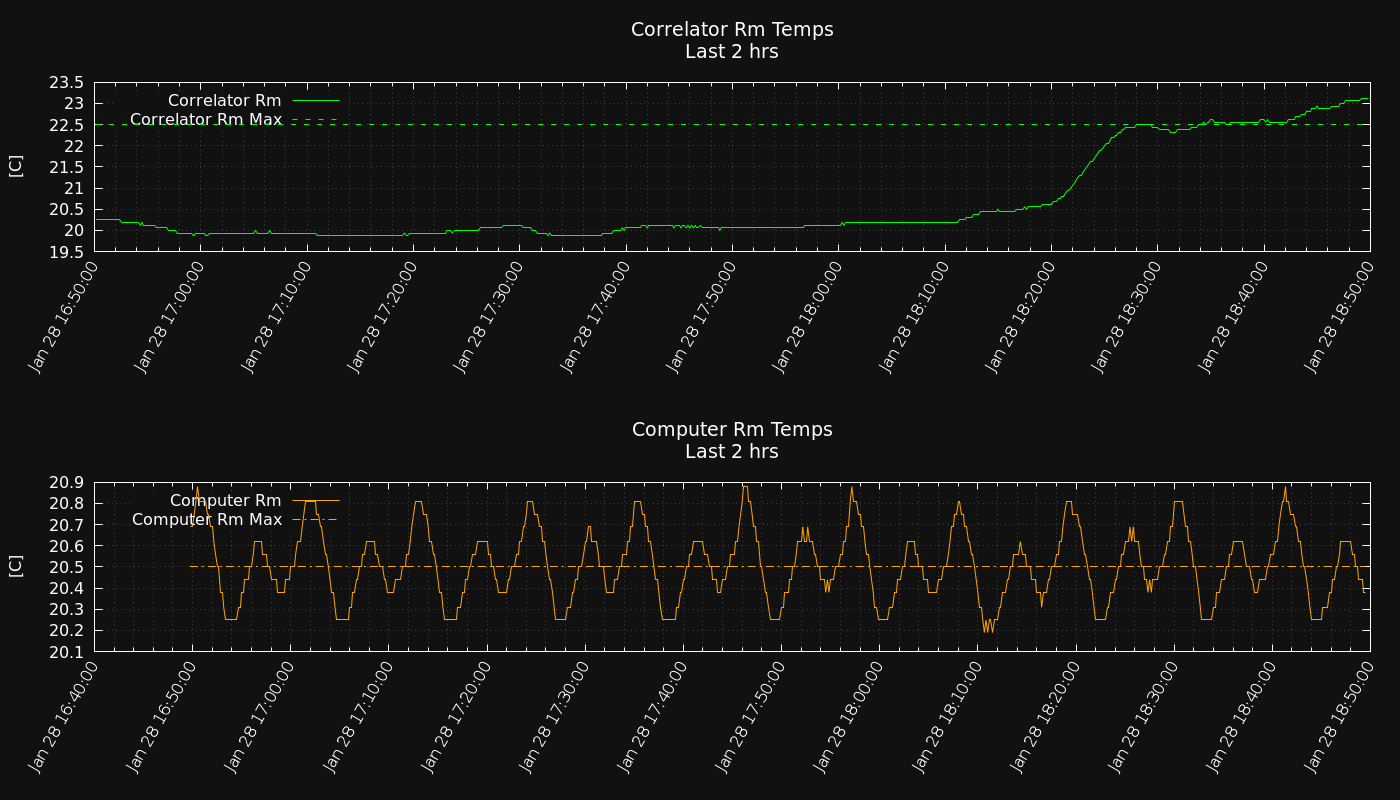 Correlator Rm Temps
Last 2 hrs
23.5
23
22.5
22
21.5
21
20.5
20
19.5
[C]
Correlator Rm
Correlator Rm Max
Jan 28 16:50:00
Jan 28 17:00:00
Jan 28 17:10:00
Jan 28 17:20:00
Jan 28 17:30:00
Jan 28 17:40:00
Jan 28 17:50:00
Jan 28 18:00:00
Jan 28 18:10:00
Jan 28 18:20:00
Jan 28 18:30:00
Jan 28 18:40:00
Jan 28 18:50:00
Computer Rm Temps
Last 2 hrs
20.9
20.8
20.7
20.6
20.5
20.4
20.3
20.2
20.1
[C]
Computer Rm
Computer Rm Max
Jan 28 16:40:00
Jan 28 16:50:00
Jan 28 17:00:00
Jan 28 17:10:00
Jan 28 17:20:00
Jan 28 17:30:00
Jan 28 17:40:00
Jan 28 17:50:00
Jan 28 18:00:00
Jan 28 18:10:00
Jan 28 18:20:00
Jan 28 18:30:00
Jan 28 18:40:00
Jan 28 18:50:00